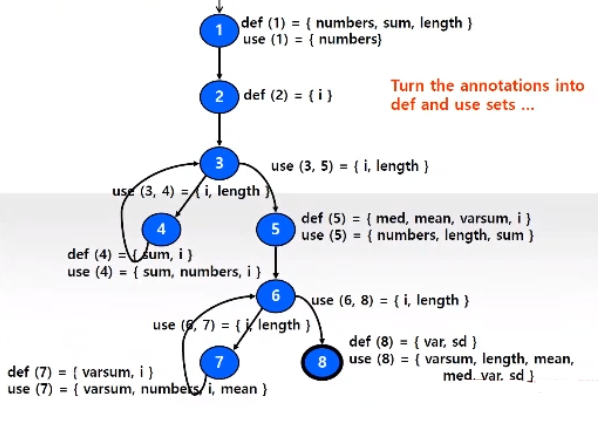 1
def (1) = { numbers, sum, length }
use (1) = { numbers}
2
def (2) = { i }
Turn the annotations into
def and use sets ...
3
use (3, 5) = { i, length }
use (3, 4) = { i, length }
4
def (4) = { sum, i }
use (4) = { sum, numbers, i }
5
def (5) = { med, mean, varsum, i }
use (5) = { numbers, length, sum }
6
use (6, 8) = { i, length }
use (6, 7) = { i, length }
7
def (7) = { varsum, i }
use (7) = { varsum, numbers, i, mean }
8
def (8) = { var, sd }
use (8) = { varsum, length, mean,
med, var, sd }